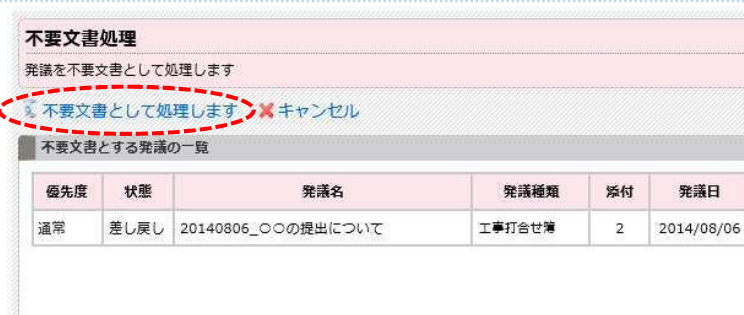 不要文書処理
発議を不要文書として処理します
不要文書として処理します キャンセル
不要文書とする発議の一覧
優先度 状態 発議名 発議種類 添付 発議日
通常 差し戻し 20140806_○○の提出について 工事打合せ簿 2 2014/08/06